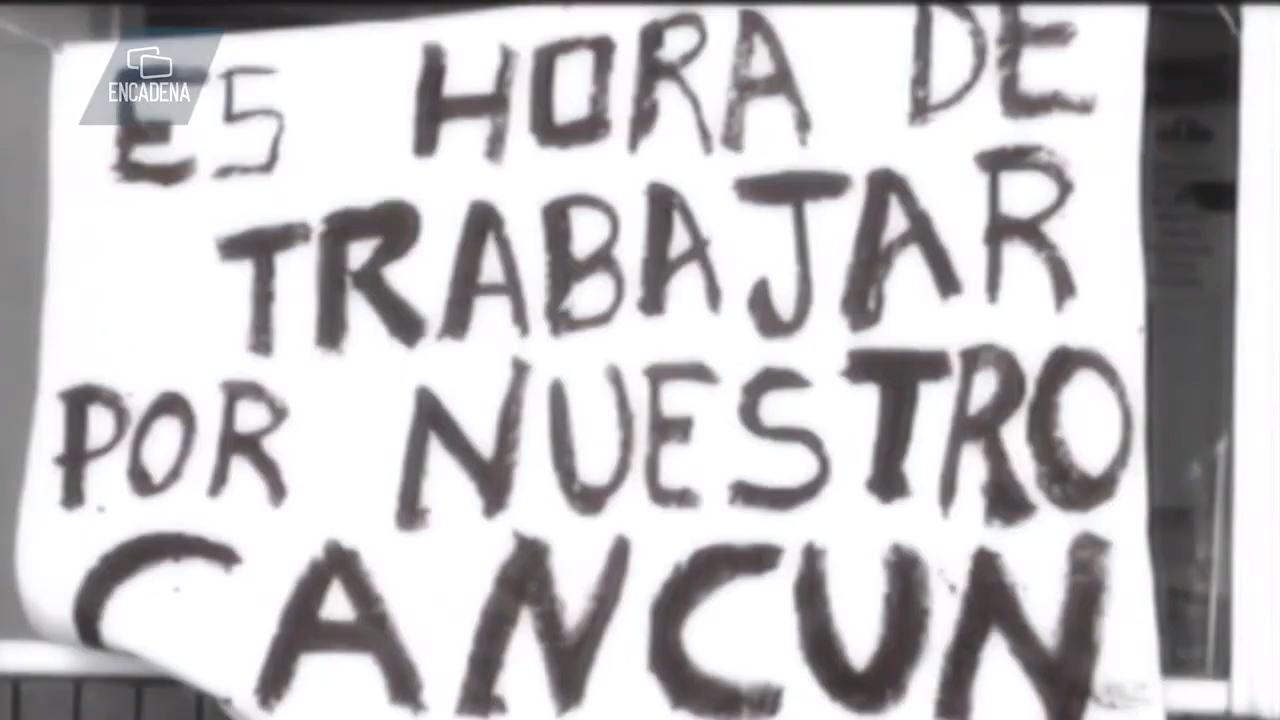 ENCADENA
ES HORA DE
TRABAJAR
POR NUESTRO
CANCUN